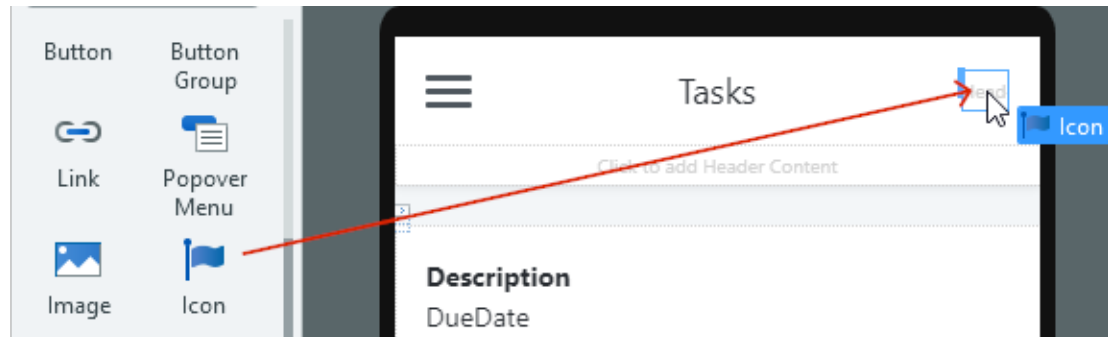 Button
Button
Group
Link
Popover
Menu
Image
Icon
Tasks
Icon
Click to add Header Content
Description
DueDate